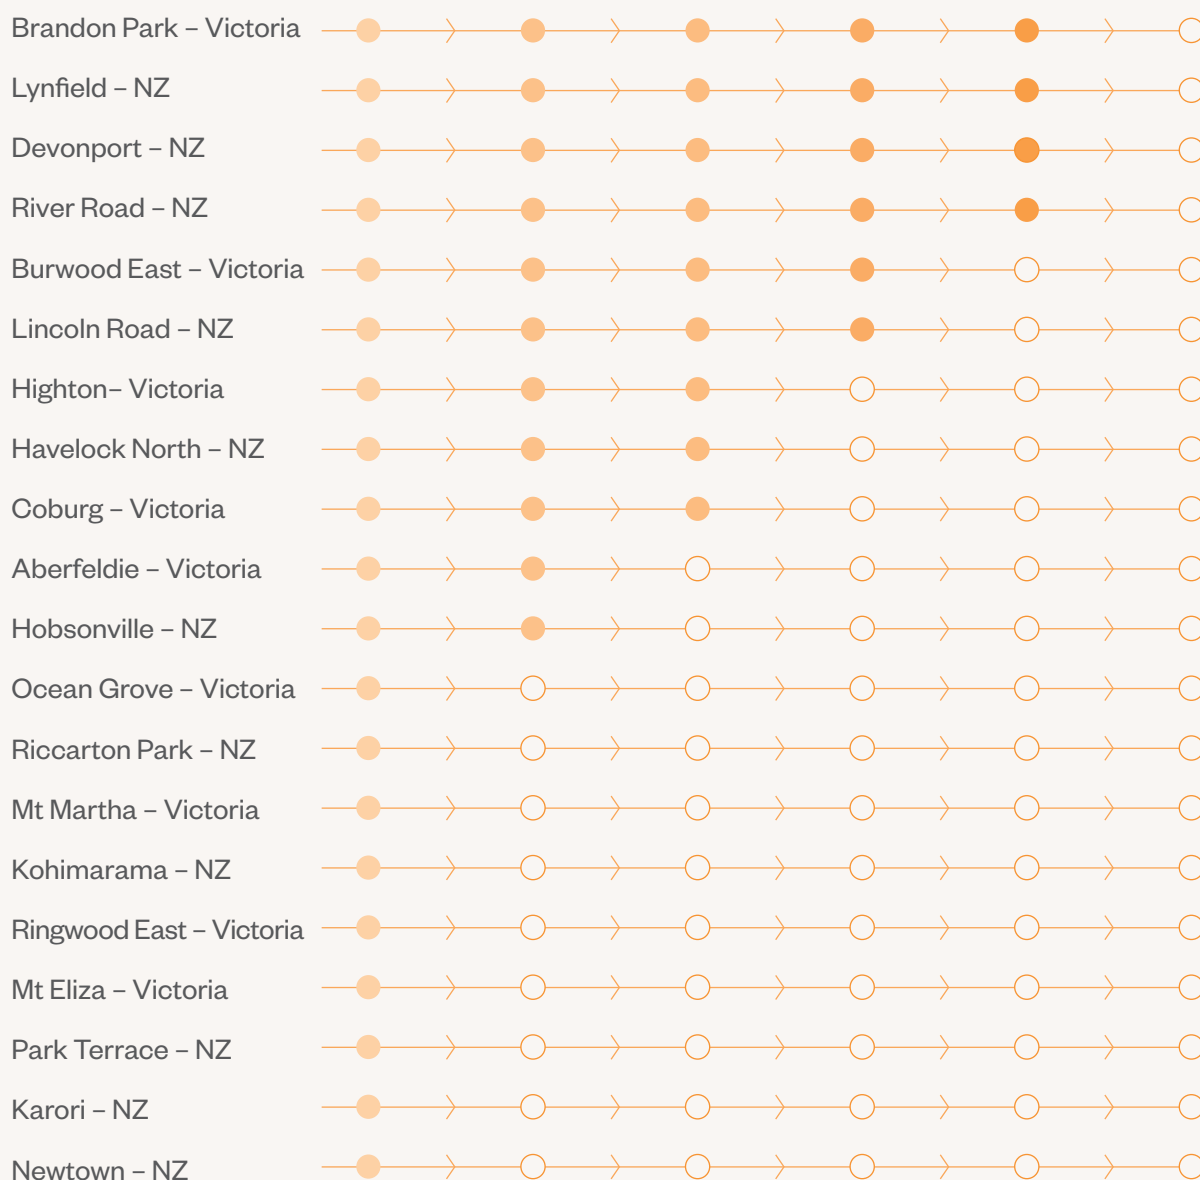 Brandon Park – Victoria
Lynfield – NZ
Devonport – NZ
River Road – NZ
Burwood East – Victoria
Lincoln Road – NZ
Highton– Victoria
Havelock North – NZ
Coburg – Victoria
Aberfeldie – Victoria
Hobsonville – NZ
Ocean Grove – Victoria
Riccarton Park – NZ
Mt Martha – Victoria
Kohimarama – NZ
Ringwood East – Victoria
Mt Eliza – Victoria
Park Terrace – NZ
Karori – NZ
Newtown – NZ